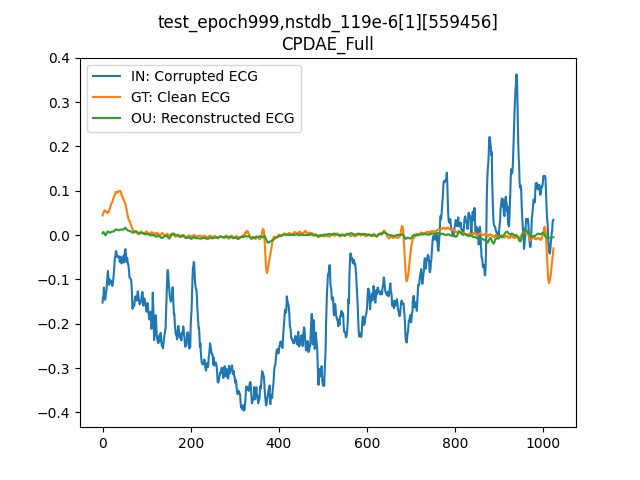 test_epoch999,nstdb_119e-6[1][559456]
CPDAE_Full
IN: Corrupted ECG
GT: Clean ECG
OU: Reconstructed ECG
0.4
0.3
0.2
0.1
0.0
−0.1
−0.2
−0.3
−0.4
0 200 400 600 800 1000